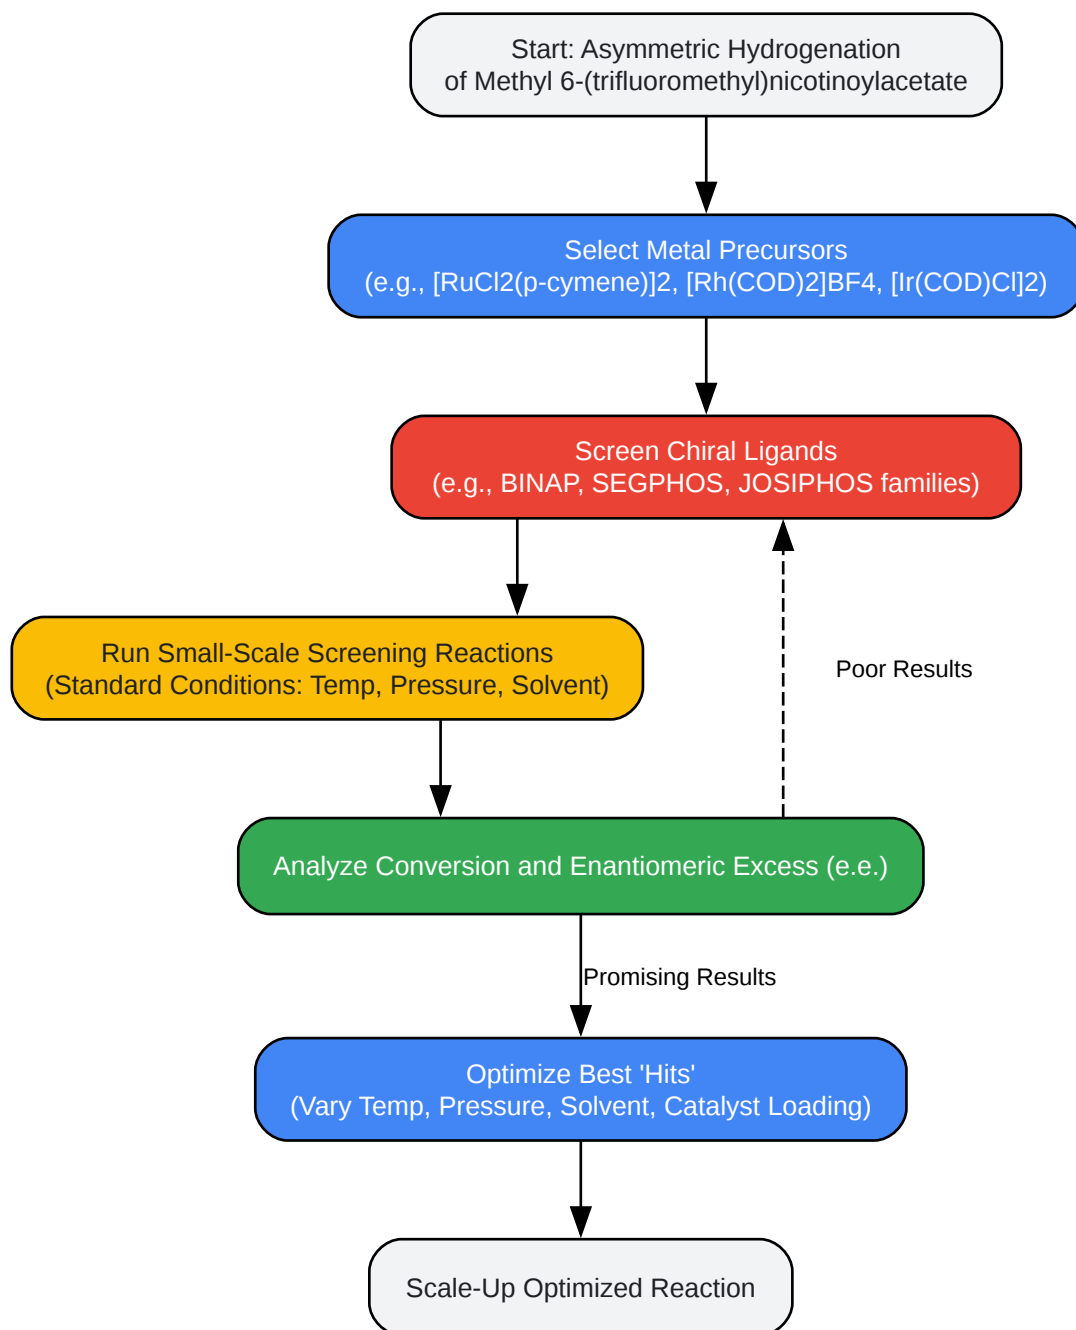 Start: Asymmetric Hydrogenation
of Methyl 6-(trifluoromethyl)nicotinoylacetate
Select Metal Precursors
(e.g., [RuCl2(p-cymene)]2, [Rh(COD)2]BF4, [Ir(COD)Cl]2)
Screen Chiral Ligands
(e.g., BINAP, SEGPHOS, JOSIPHOS families)
Run Small-Scale Screening Reactions
(Standard Conditions: Temp, Pressure, Solvent)
Poor Results
Analyze Conversion and Enantiomeric Excess (e.e.)
Promising Results
Optimize Best 'Hits'
(Vary Temp, Pressure, Solvent, Catalyst Loading)
Scale-Up Optimized Reaction